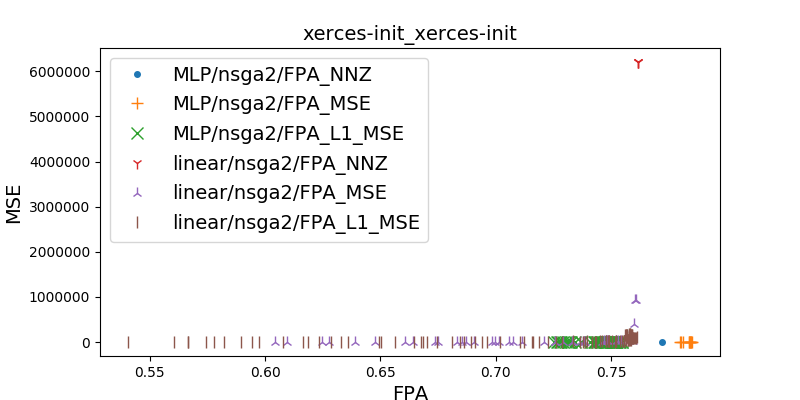 xerces-init_xerces-init
MLP/nsga2/FPA_NNZ
MLP/nsga2/FPA_MSE
MLP/nsga2/FPA_L1_MSE
linear/nsga2/FPA_NNZ
linear/nsga2/FPA_MSE
linear/nsga2/FPA_L1_MSE
MSE
6000000
5000000
4000000
3000000
2000000
1000000
0
0.55 0.60 0.65 0.70 0.75
FPA